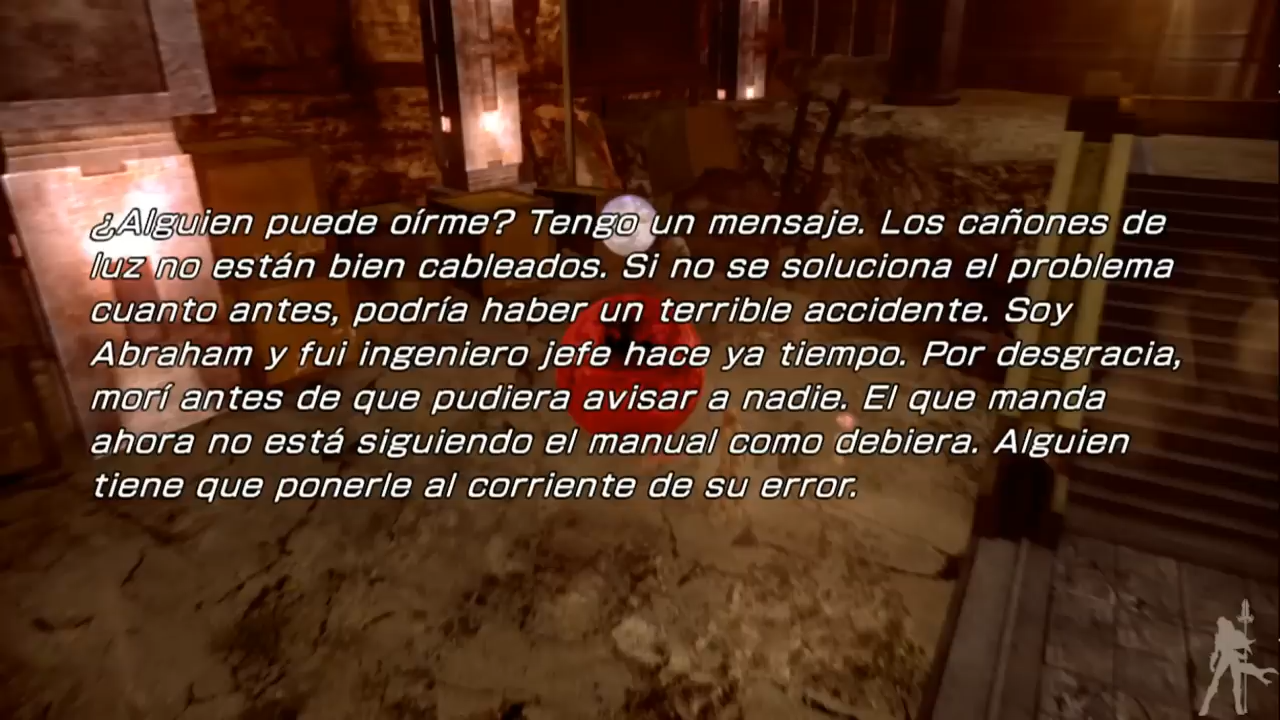 ¿Alguien puede oírme? Tengo un mensaje. Los cañones de
luz no están bien cableados. Si no se soluciona el problema
cuanto antes, podría haber un terrible accidente. Soy
Abraham y fui ingeniero jefe hace ya tiempo. Por desgracia,
morí antes de que pudiera avisar a nadie. El que manda
ahora no está siguiendo el manual como debiera. Alguien
tiene que ponerle al corriente de su error.